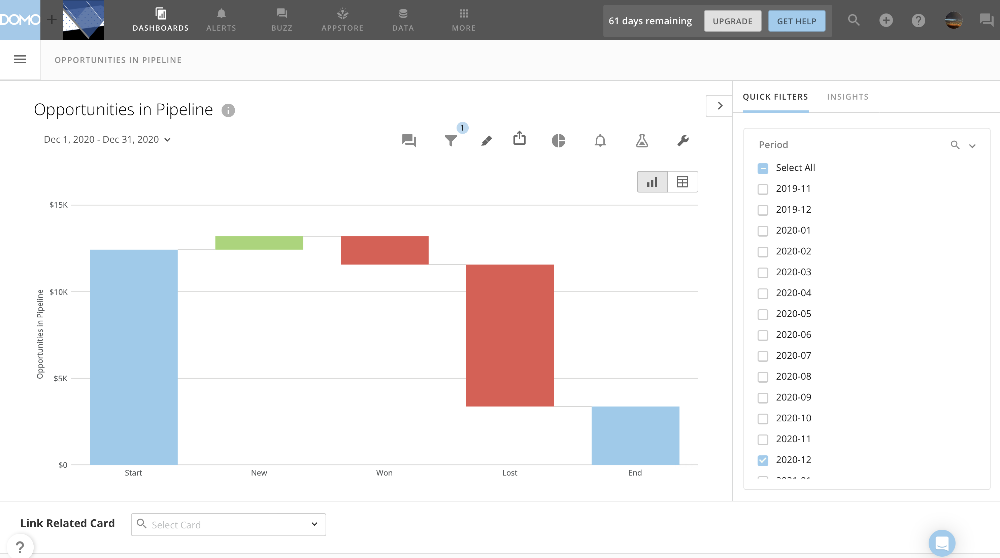 DOMO
DASHBOARDS
ALERTS
BUZZ
APPSTORE
DATA
MORE
61 days remaining
UPGRADE
GET HELP
OPPORTUNITIES IN PIPELINE
QUICK FILTERS
INSIGHTS
Opportunities in Pipeline
Dec 1, 2020 - Dec 31, 2020
1
Period
Select All
2019-11
2019-12
2020-01
2020-02
2020-03
2020-04
2020-05
2020-06
2020-07
2020-08
2020-09
2020-10
2020-11
2020-12
$15K
$10K
$5K
$0
Opportunities in Pipeline
Start
New
Won
Lost
End
Link Related Card
Select Card
?